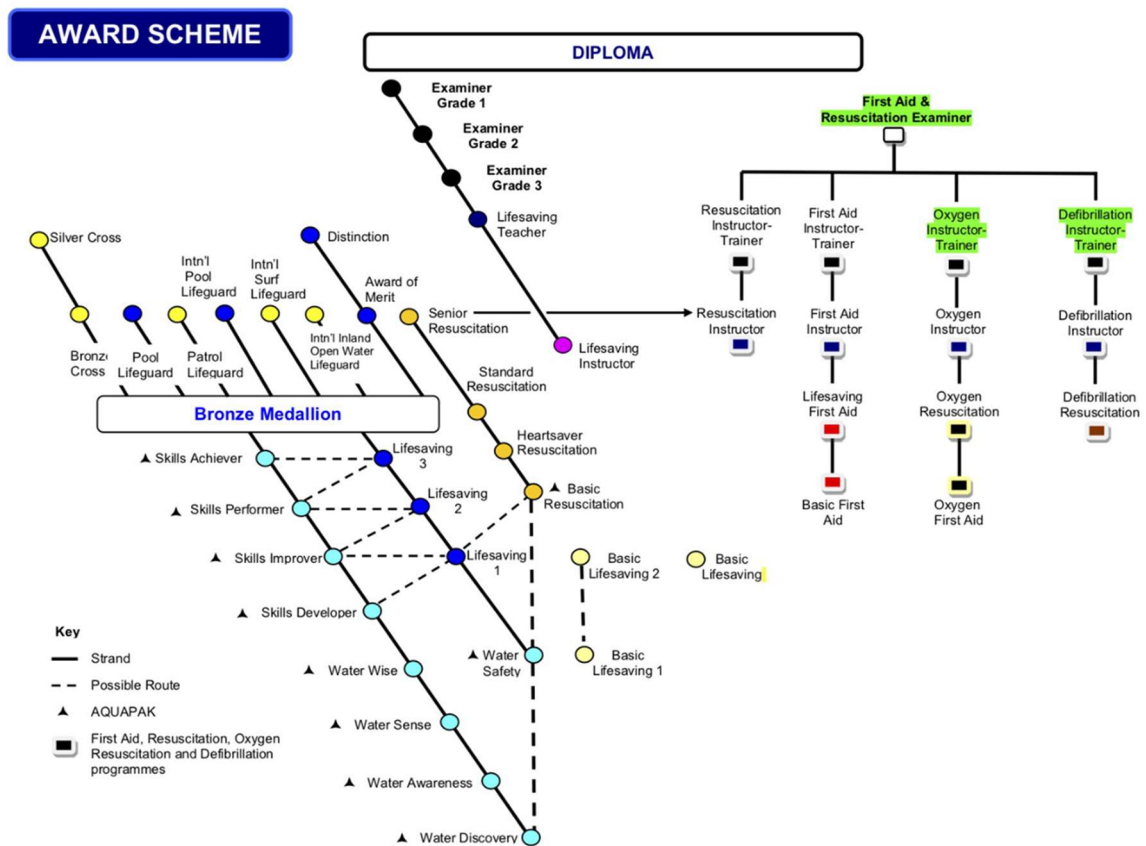 AWARD SCHEME
DIPLOMA
Examiner
Grade 1
Examiner
Grade 2
Examiner
Grade 3
Lifesaving
Teacher
First Aid &
Resuscitation Examiner
Resuscitation
Instructor-
Trainer
First Aid
Instructor-
Trainer
Oxygen
Instructor-
Trainer
Defibrillation
Instructor-
Trainer
Silver Cross
Distinction
Intn'l
Pool
Lifeguard
Intn'l
Surf
Lifeguard
Award of
Merit
Senior
Resuscitation
Resuscitation
Instructor
First Aid
Instructor
Oxygen
Instructor
Defibrillation
Instructor
Bronze
Cross
Pool
Lifeguard
Patrol
Lifeguard
Intn'l Inland
Open Water
Lifeguard
Lifesaving
Instructor
Standard
Resuscitation
Lifesaving
First Aid
Oxygen
Resuscitation
Defibrillation
Resuscitation
Bronze Medallion
Heartsaver
Resuscitation
Skills Achiever
Lifesaving
3
Skills Performer
Lifesaving
2
Basic
Resuscitation
Basic First
Aid
Oxygen
First Aid
Skills Improver
Lifesaving
1
Basic
Lifesaving 2
Basic
Lifesaving
Skills Developer
Water
Safety
Basic
Lifesaving 1
Water Wise
Water Sense
Water Awareness
Water Discovery
Key
Strand
Possible Route
AQUAPAK
First Aid, Resuscitation, Oxygen
Resuscitation and Defibrillation
programmes